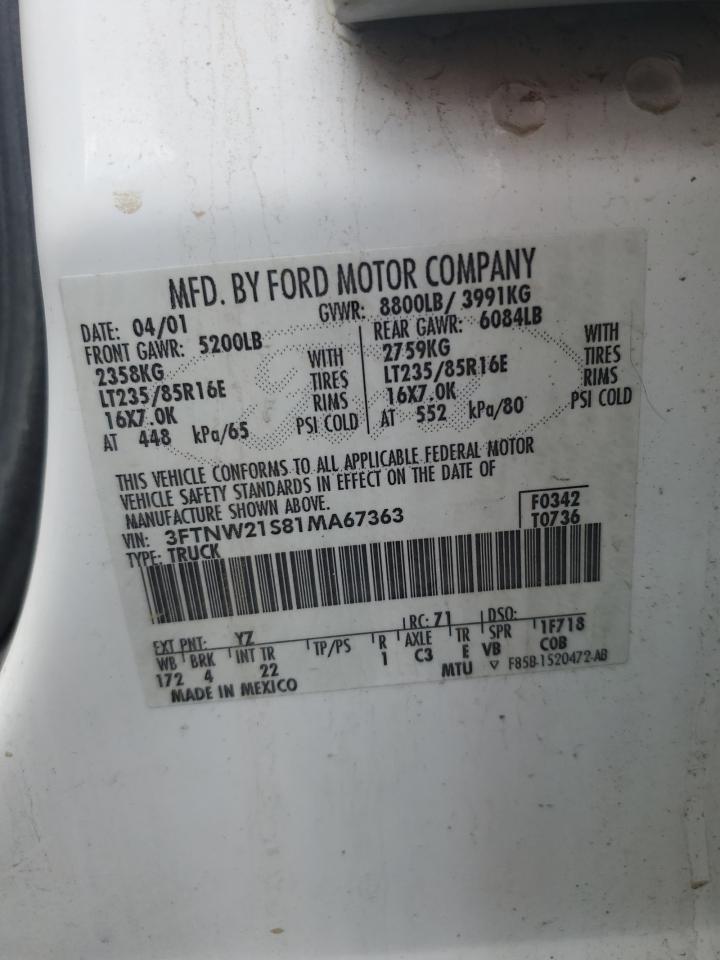 MFD. BY FORD MOTOR COMPANY
DATE: 04/01 GVWR: 8800LB/ 3991KG
FRONT GAWR: 5200LB REAR GAWR: 6084LB
2358KG WITH 2759KG WITH
LT235/85R16E TIRES LT235/85R16E TIRES
16X7.0K RIMS 16X7.0K RIMS
AT 448 kPa/65 PSI COLD AT 552 kPa/80 PSI COLD
THIS VEHICLE CONFORMS TO ALL APPLICABLE FEDERAL MOTOR
VEHICLE SAFETY STANDARDS IN EFFECT ON THE DATE OF
MANUFACTURE SHOWN ABOVE.
VIN: 3FTNW21S81MA67363 F0342
TYPE: TRUCK T0736
EXT PNT: YZ RC: 71 DSO:
WB BRK INT TR TP/PS R AXLE TR SPR 1F718
172 4 22 1 C3 E VB COB
MADE IN MEXICO MTU ▽ F85B-1520472-AB